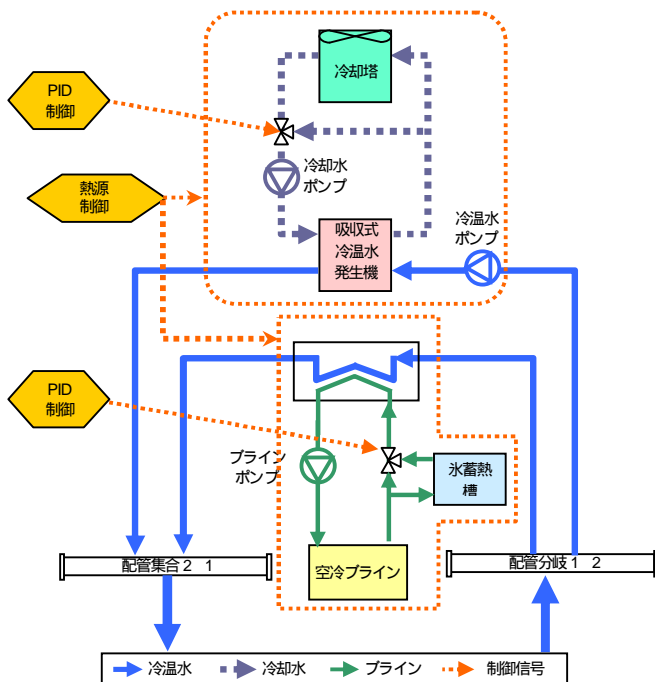 冷却塔
PID
制御
冷却水
ポンプ
熱源
制御
吸収式
冷温水
発生機
冷温水
ポンプ
PID
制御
ブライン
ポンプ
氷蓄熱
槽
空冷ブライン
配管集合2 1
配管分岐1 2
冷温水
冷却水
ブライン
制御信号